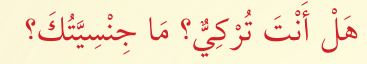 هَلْ أَنْتَ تُرْكِيٌّ؟ مَا جِنْسِيَّتُكَ؟